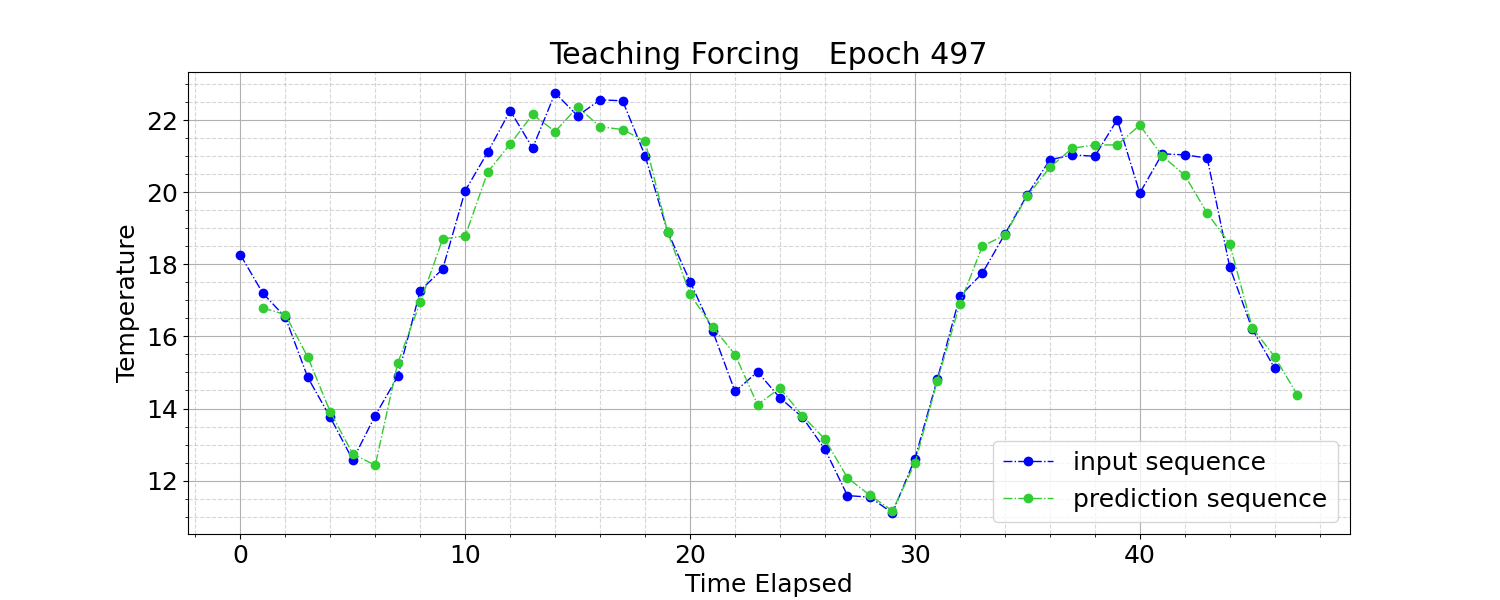 Teaching Forcing   Epoch 497
Temperature
22
20
18
16
14
12
input sequence
prediction sequence
0 10 20 30 40
Time Elapsed